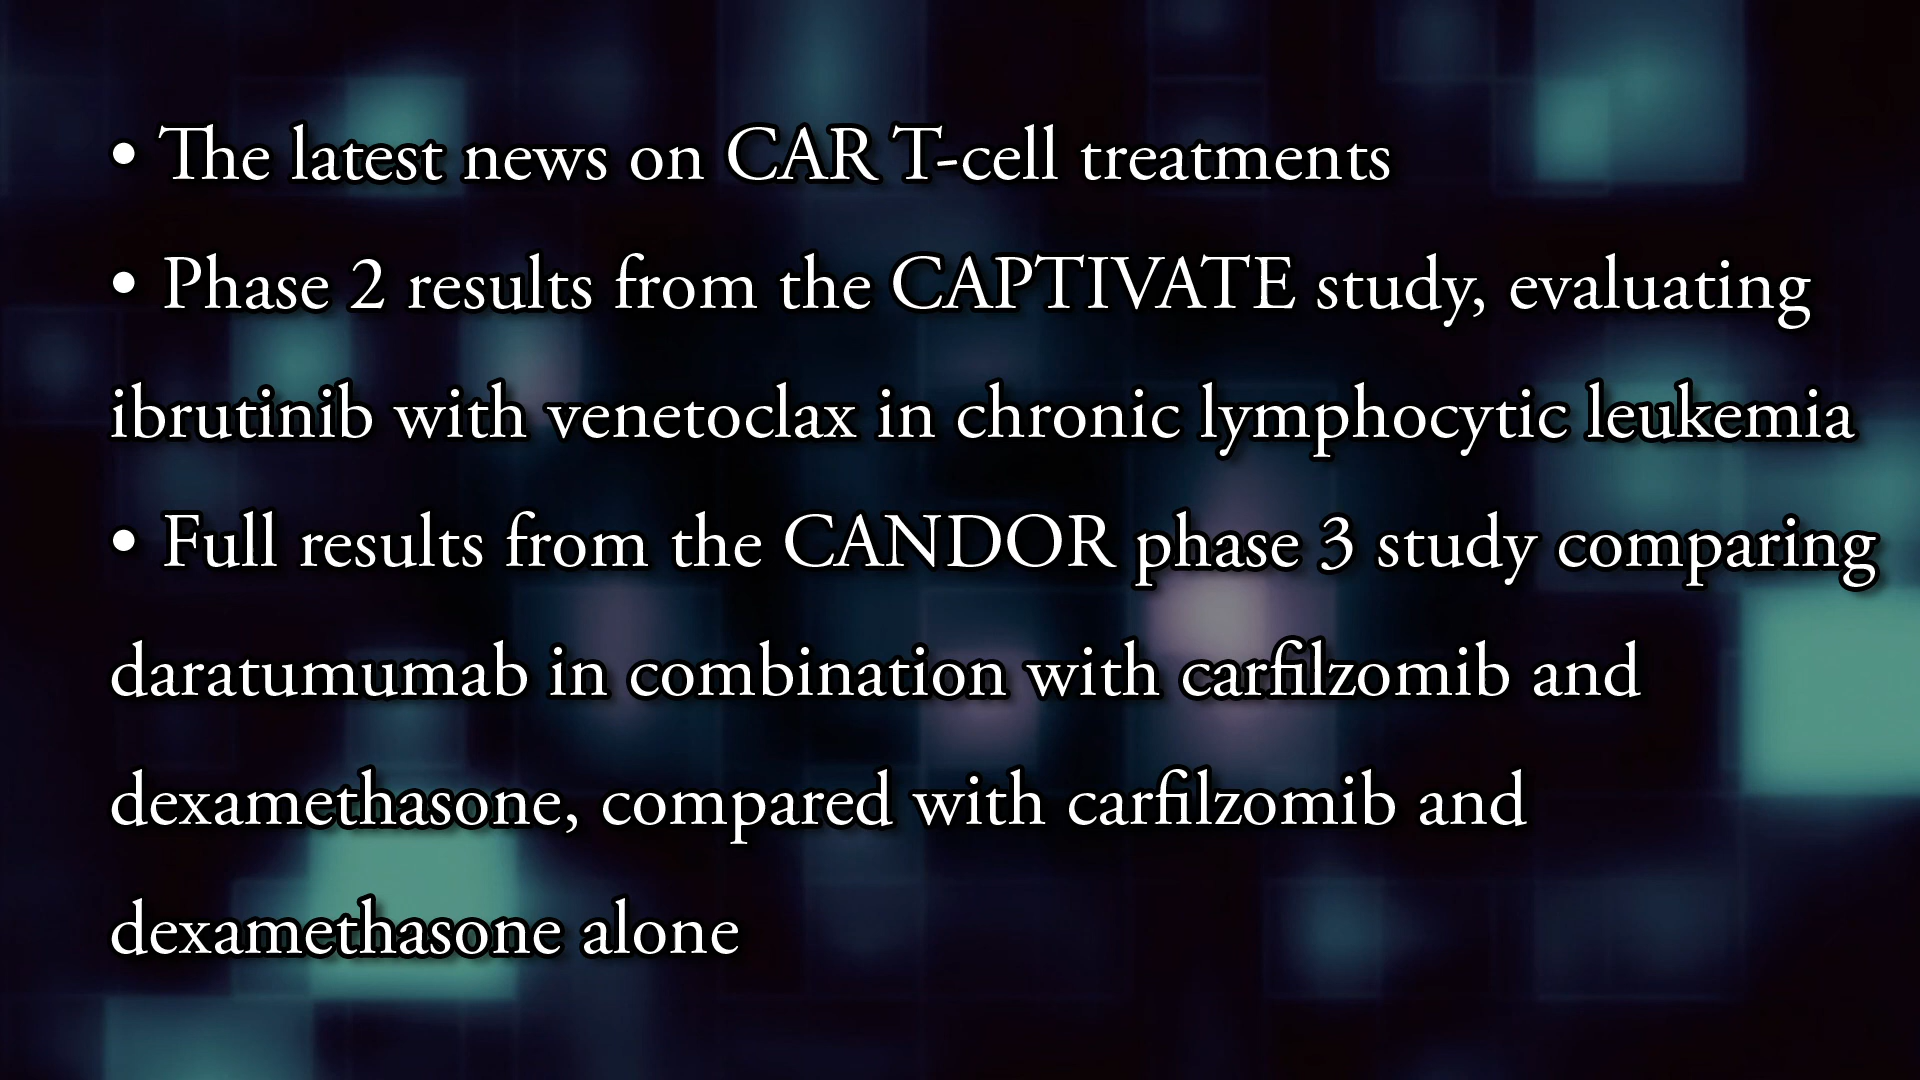 • The latest news on CAR T-cell treatments
• Phase 2 results from the CAPTIVATE study, evaluating
ibrutinib with venetoclax in chronic lymphocytic leukemia
• Full results from the CANDOR phase 3 study comparing
daratumumab in combination with carfilzomib and
dexamethasone, compared with carfilzomib and
dexamethasone alone